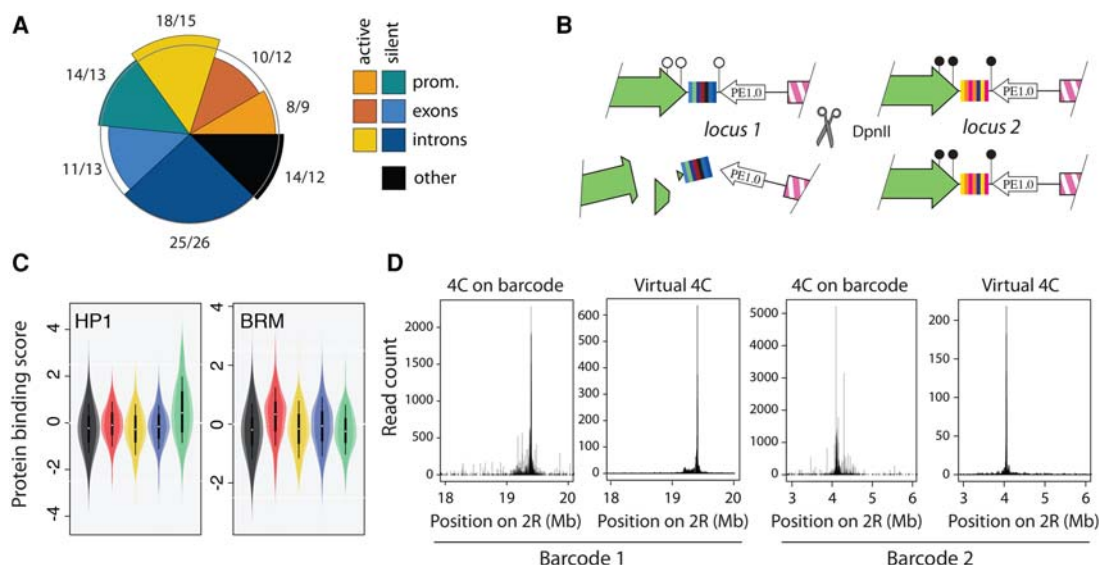 A
18/15
10/12
8/9
14/12
25/26
11/13
14/13
active
silent
prom.
exons
introns
other
B
PE1.0
locus 1
DpnII
PE1.0
locus 2
PE1.0
PE1.0
C
Protein binding score
HP1
4
2
0
-2
-4
BRM
4
2
0
-2
D
Read count
4C on barcode
2000
1500
1000
500
0
18
19
20
Position on 2R (Mb)
Virtual 4C
600
500
400
300
200
100
0
18
19
20
Position on 2R (Mb)
Barcode 1
4C on barcode
5000
4000
3000
2000
1000
0
3
4
5
6
Position on 2R (Mb)
Virtual 4C
200
150
100
50
0
3
4
5
6
Position on 2R (Mb)
Barcode 2